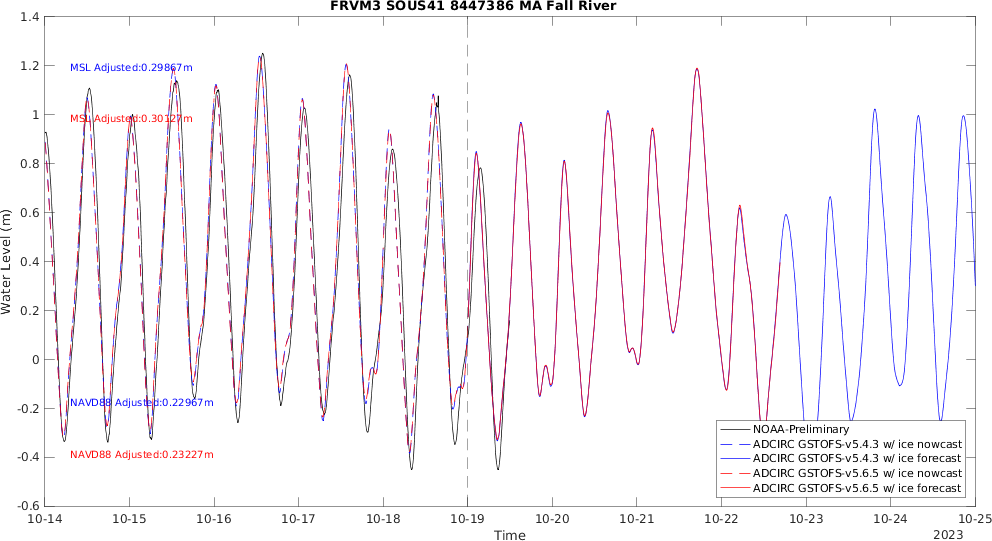 FRVM3 SOUS41 8447386 MA Fall River
1.4
1.2
1
0.8
0.6
0.4
0.2
0
-0.2
-0.4
-0.6
Water Level (m)
MSL Adjusted:0.29867m
MSL Adjusted:0.30127m
NAVD88 Adjusted:0.22967m
NAVD88 Adjusted:0.23227m
NOAA-Preliminary
ADCIRC GSTOFS-v5.4.3 w/ ice nowcast
ADCIRC GSTOFS-v5.4.3 w/ ice forecast
ADCIRC GSTOFS-v5.6.5 w/ ice nowcast
ADCIRC GSTOFS-v5.6.5 w/ ice forecast
10-14 10-15 10-16 10-17 10-18 10-19 10-20 10-21 10-22 10-23 10-24 10-25
Time
2023